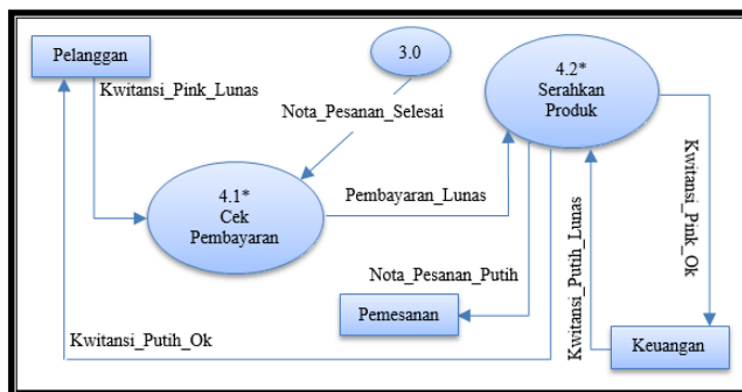 Pelanggan
3.0
4.2*
Serahkan
Produk
Kwitansi_Pink_Lunas
Nota_Pesanan_Selesai
4.1*
Cek
Pembayaran
Pembayaran_Lunas
Kwitansi_Pink_Ok
Kwitansi_Putih_Lunas
Nota_Pesanan_Putih
Pemesanan
Kwitansi_Putih_Ok
Keuangan